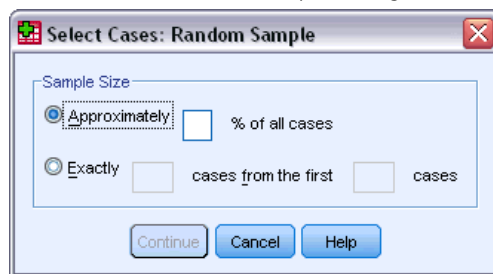 Select Cases: Random Sample
Sample Size
Approximately % of all cases
Exactly cases from the first cases
Continue Cancel Help